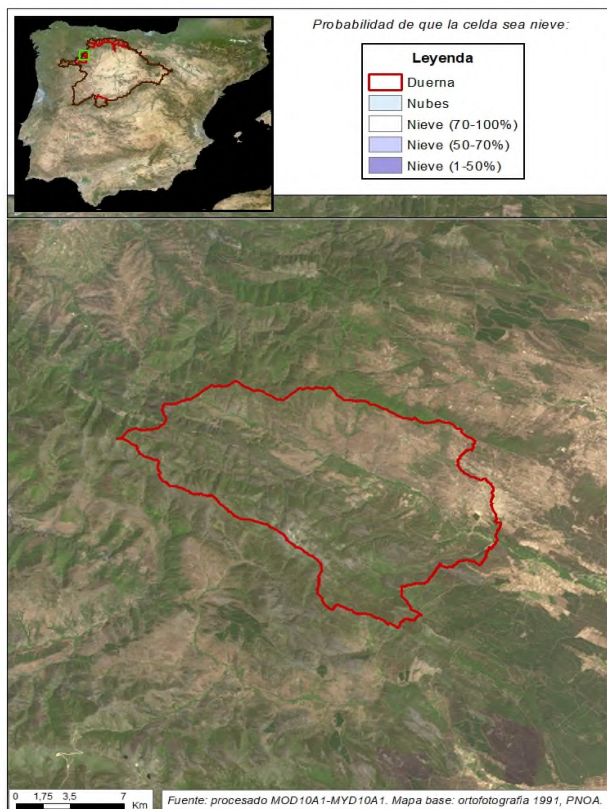 Probabilidad de que la celda sea nieve:
Leyenda
Duerna
Nubes
Nieve (70-100%)
Nieve (50-70%)
Nieve (1-50%)
0 1,75 3,5 7
Km
Fuente: procesado MOD10A1-MYD10A1. Mapa base: ortofotografia 1991, PNOA